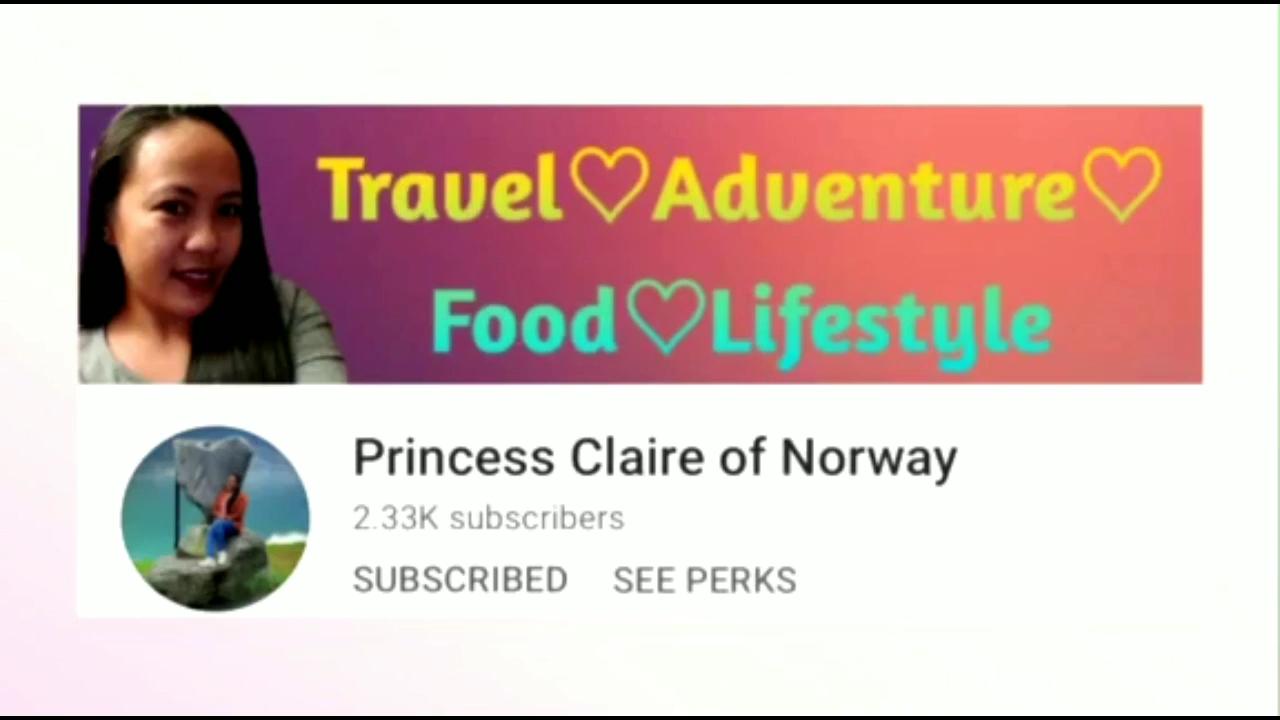 Travel♡Adventure♡
Food♡Lifestyle
Princess Claire of Norway
2.33K subscribers
SUBSCRIBED SEE PERKS